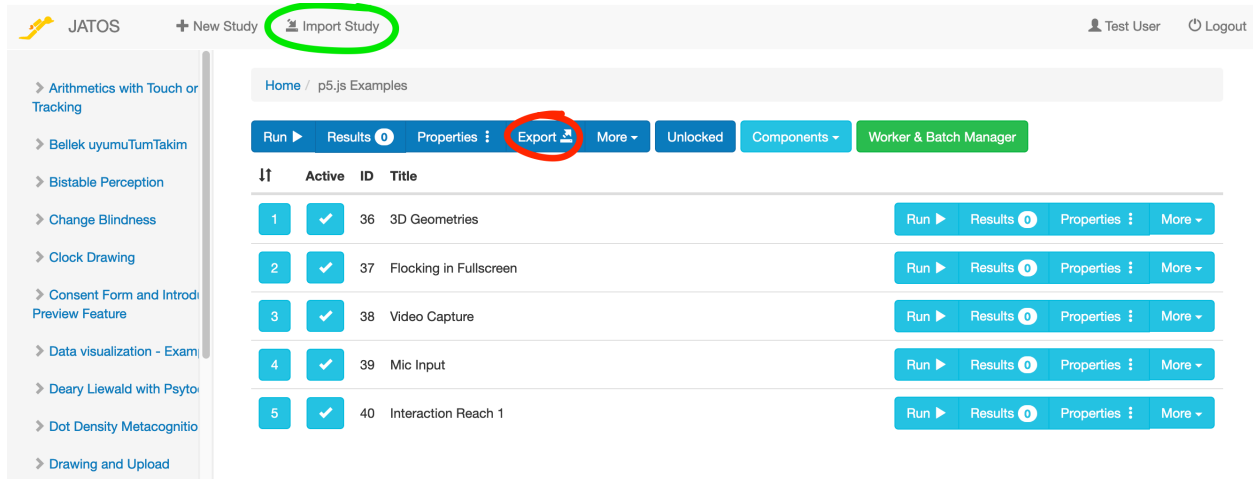 JATOS New Study Import Study Test User Logout
Arithmetics with Touch or
Tracking
Bellek uyumuTumTakim
Bistable Perception
Change Blindness
Clock Drawing
Consent Form and
Preview Feature
Data visualization -
Deary Liewald with
Dot Density
Drawing and Upload
Home / p5.js Examples
Run Results 0 Properties Export More Unlocked Components Worker & Batch Manager
Active ID Title
1 36 3D Geometries Run Results 0 Properties More
2 37 Flocking in Fullscreen Run Results 0 Properties More
3 38 Video Capture Run Results 0 Properties More
4 39 Mic Input Run Results 0 Properties More
5 40 Interaction Reach 1 Run Results 0 Properties More